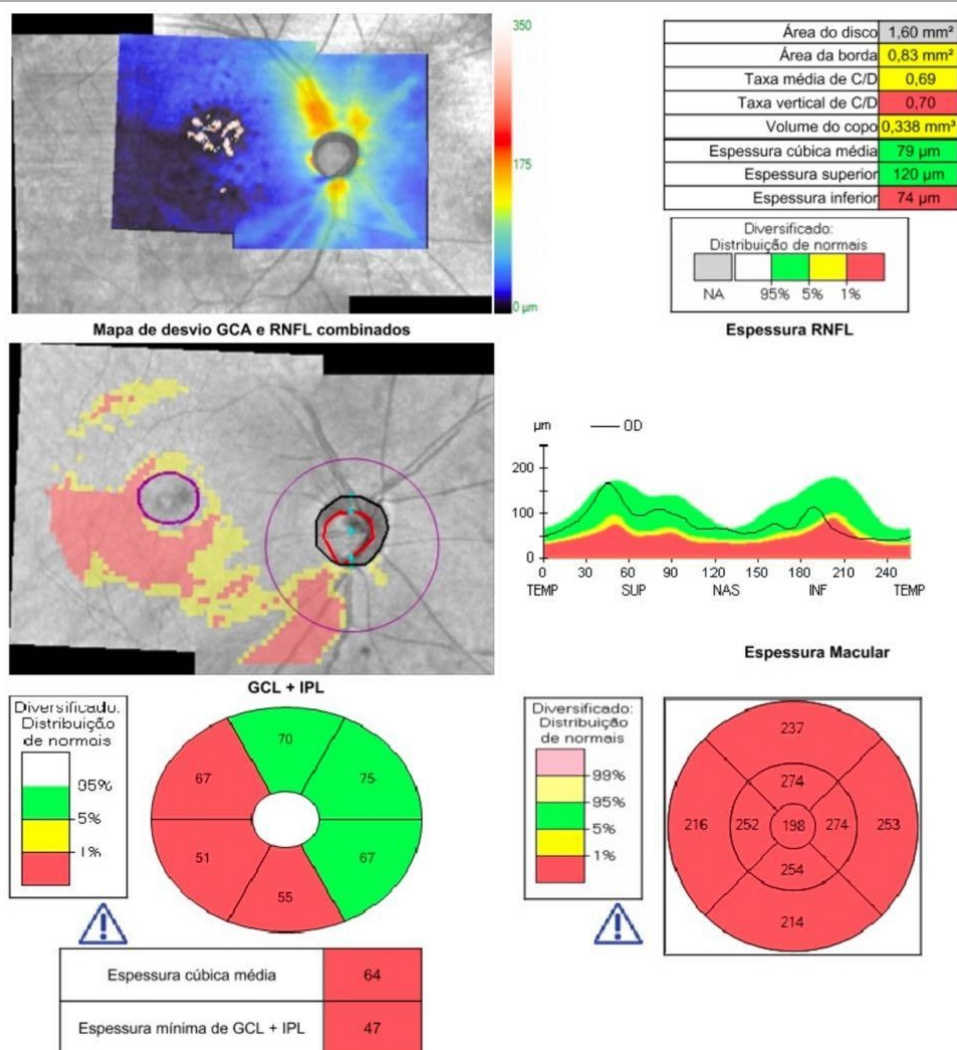 350
175
0 µm
Área do disco 1,60 mm²
Área da borda 0,83 mm²
Taxa média de C/D 0,69
Taxa vertical de C/D 0,70
Volume do copo 0,338 mm³
Espessura cúbica média 79 µm
Espessura superior 120 µm
Espessura inferior 74 µm
Diversificado:
Distribuição de normais
NA 95% 5% 1%
Mapa de desvio GCA e RNFL combinados
Espessura RNFL
µm OD
200
100
0
0 30 60 90 120 150 180 210 240
TEMP SUP NAS INF TEMP
Espessura Macular
GCL + IPL
Diversificado:
Distribuição
de normais
95%
5%
1%
70
67 75
51 67
55
Diversificado:
Distribuição
de normais
99%
95%
5%
1%
237
274
216 252 198 274 253
254
214
Espessura cúbica média 64
Espessura mínima de GCL + IPL 47